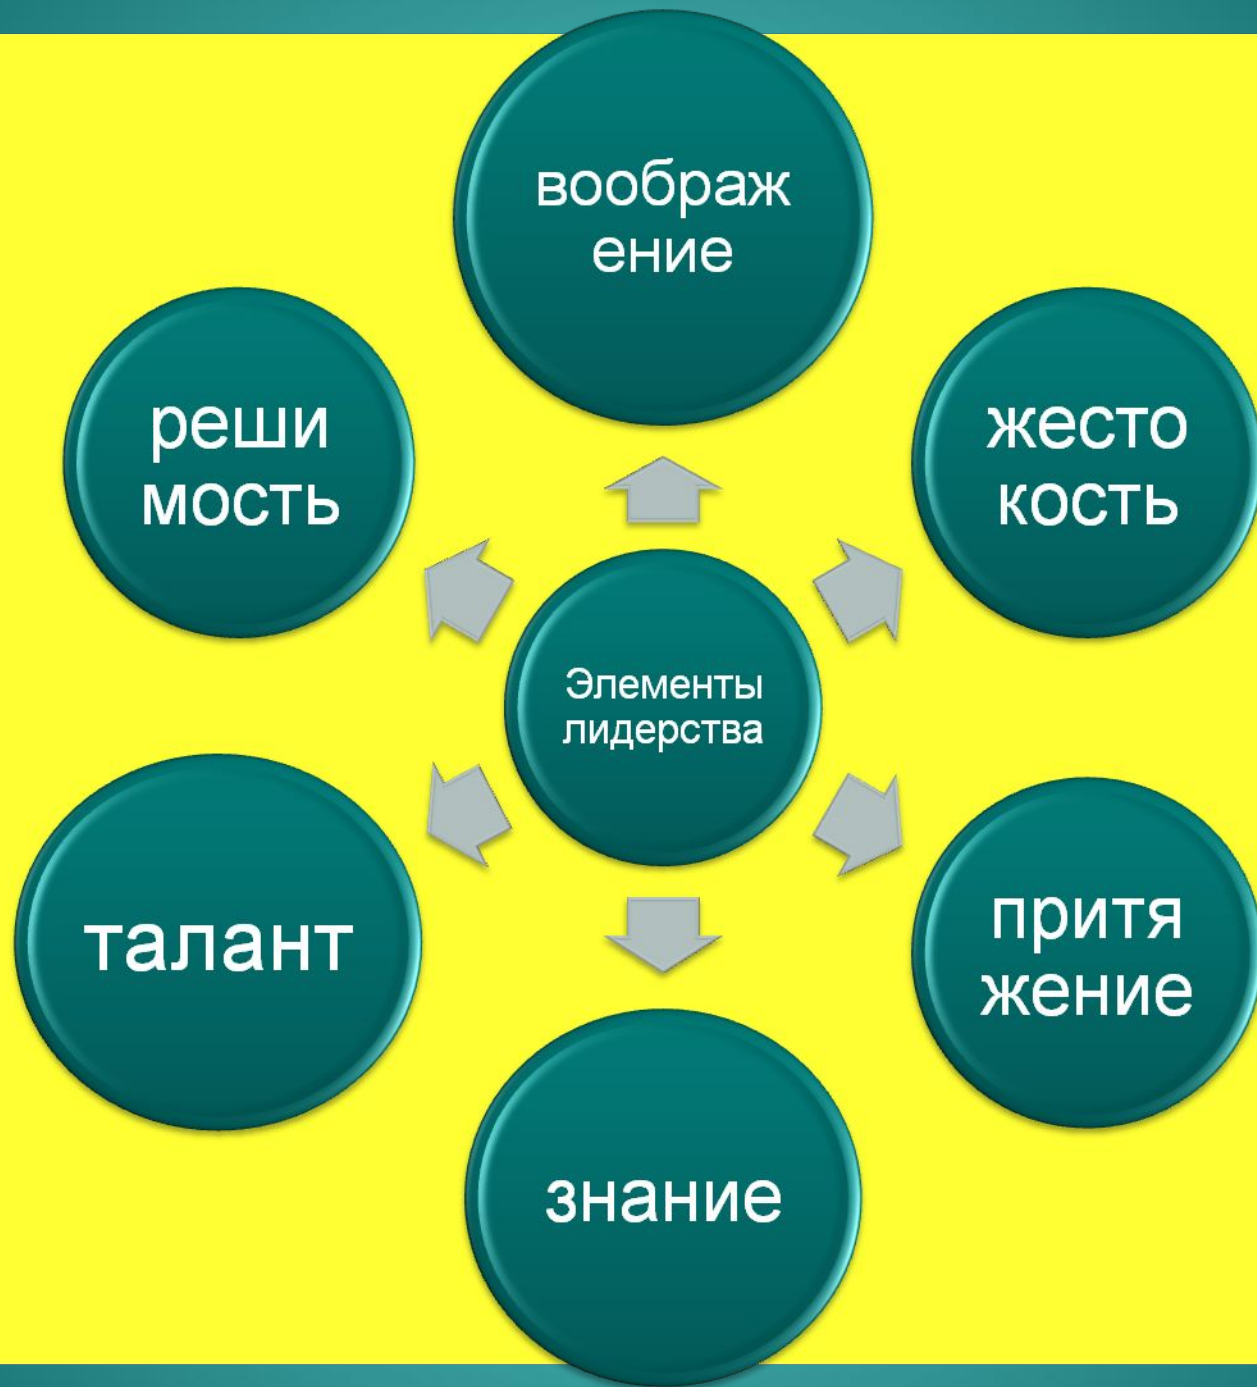 воображ
ение
реши
мость
жесто
кость
Элементы
лидерства
талант
притя
жение
знание